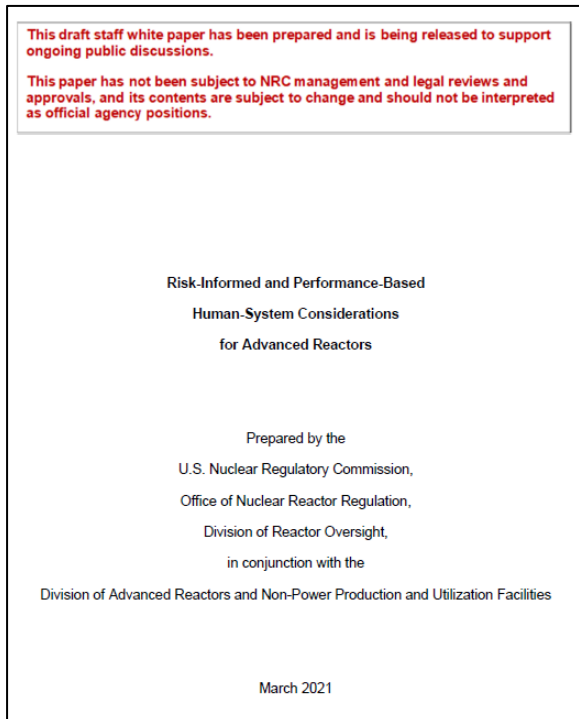 This draft staff white paper has been prepared and is being released to support
ongoing public discussions.
This paper has not been subject to NRC management and legal reviews and
approvals, and its contents are subject to change and should not be interpreted
as official agency positions.
Risk-Informed and Performance-Based
Human-System Considerations
for Advanced Reactors
Prepared by the
U.S. Nuclear Regulatory Commission,
Office of Nuclear Reactor Regulation,
Division of Reactor Oversight,
in conjunction with the
Division of Advanced Reactors and Non-Power Production and Utilization Facilities
March 2021